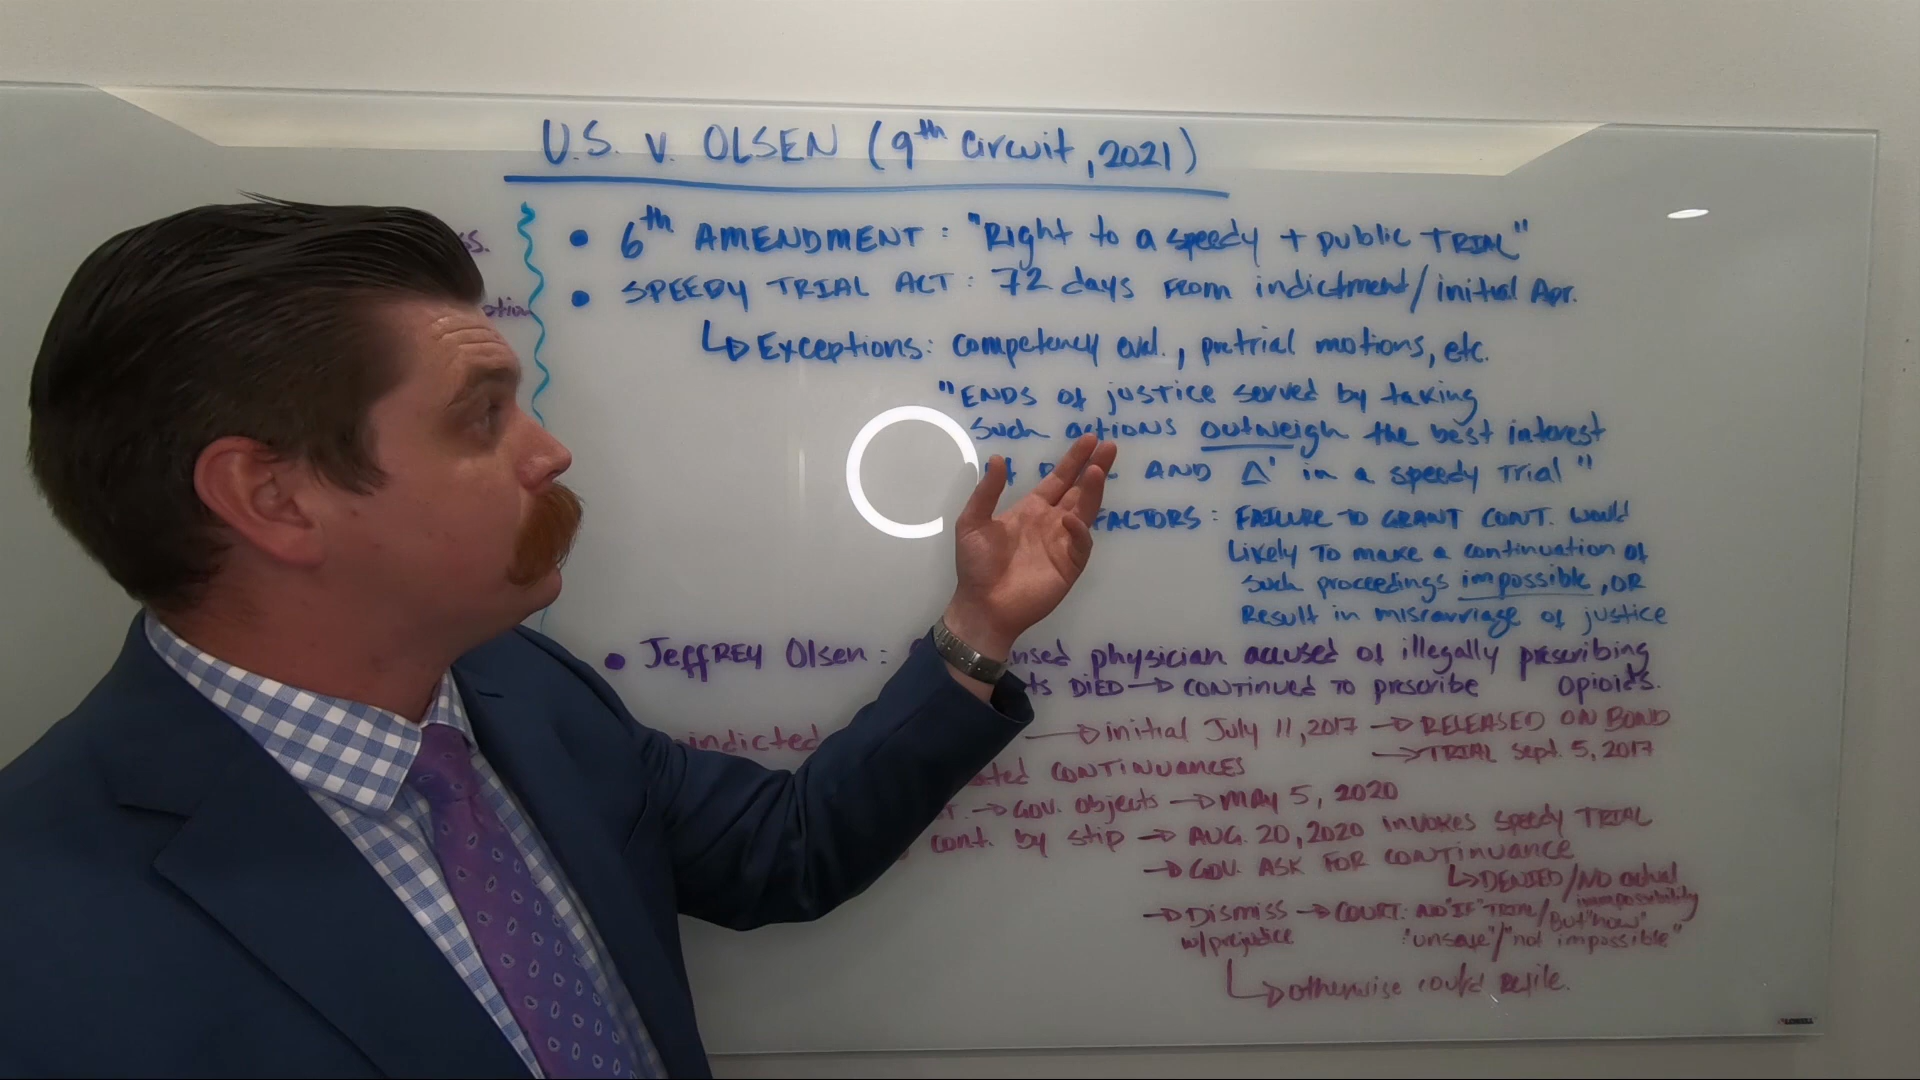 U.S. v. OLSEN (9th Circuit, 2021)
• 6th AMENDMENT: "Right to a speedy + public TRIAL"
• SPEEDY TRIAL ACT: 72 days from indictment/initial Apr.
Exceptions: competency eval., pretrial motions, etc.
"ENDS of justice served by taking
such actions outweigh the best interest
AND Δ' in a speedy trial"
FACTORS: FAILURE TO GRANT CONT. would
likely to make a continuation of
such proceedings impossible, OR
Result in miscarriage of justice
• Jeffrey Olsen: physician accused of illegally prescribing
DIED → CONTINUED TO prescribe opioids.
indicted → initial July 11, 2017 → RELEASED ON BOND
→ TRIAL Sept. 5, 2017
CONTINUANCES
→ GOV. objects → MAY 5, 2020
cont. by stip → AUG. 20, 2020 invokes speedy TRIAL
→ GOV. ASK FOR CONTINUANCE
DENIED/NO actual
impossibility
→ Dismiss → COURT: NO "IF" TRIAL/But "how"
w/prejudice "unsafe"/"not impossible"
otherwise could refile.